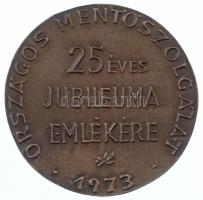 ORSZÁGOS MENTŐSZOLGÁLAT
25 ÉVES
JUBILEUMA
EMLÉKÉRE
· 1973 ·